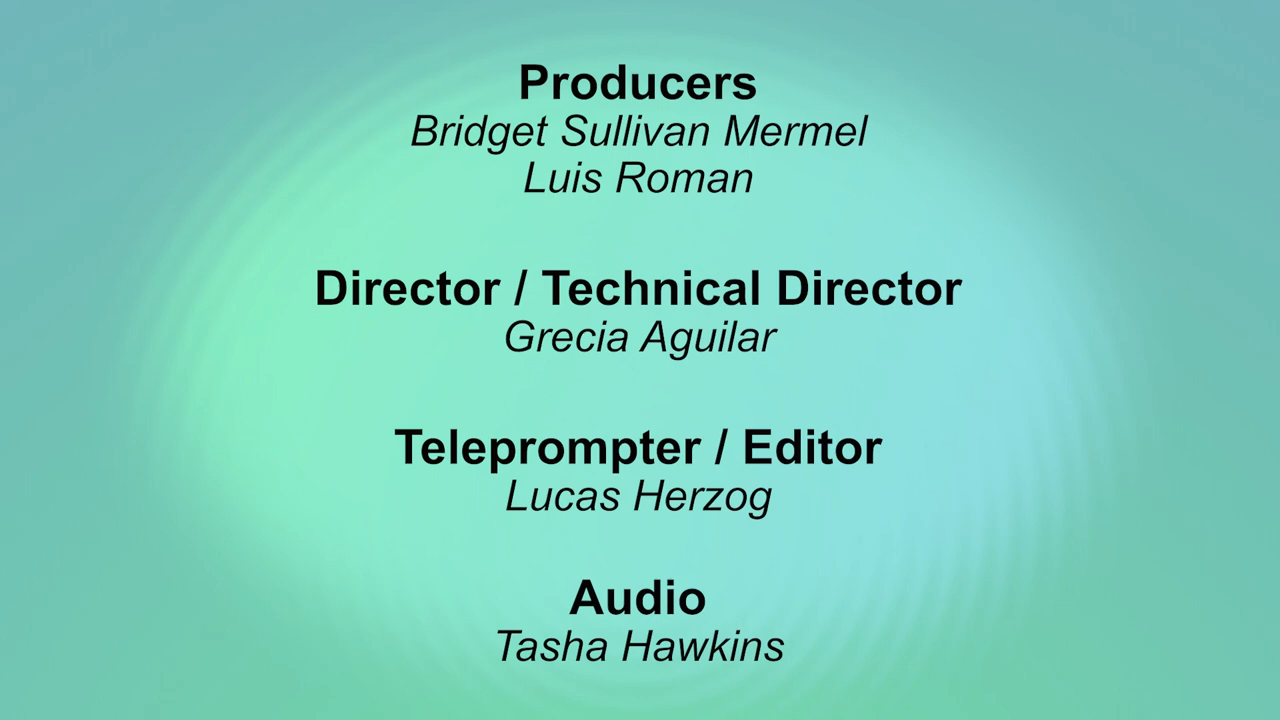 Producers
Bridget Sullivan Mermel
Luis Roman
Director / Technical Director
Grecia Aguilar
Teleprompter / Editor
Lucas Herzog
Audio
Tasha Hawkins